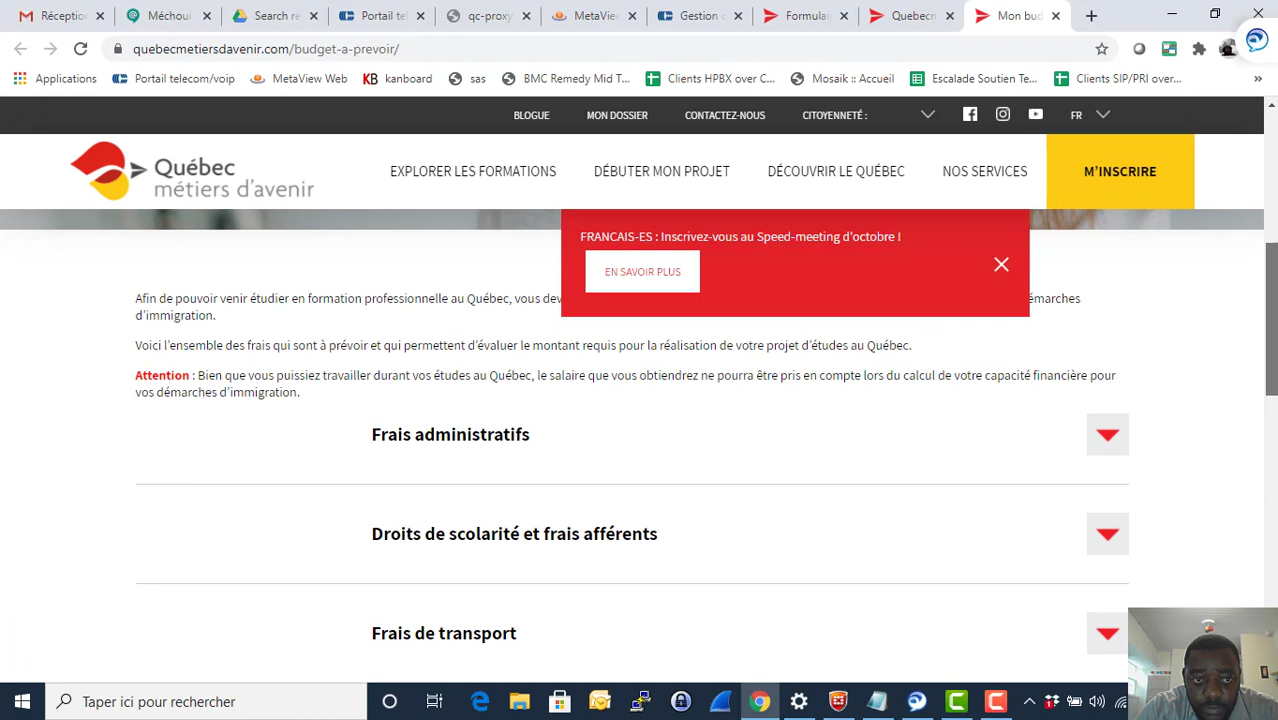 Réception
Méchoui
Search re
Portail tel
qc-proxy
MetaView
Gestion c
Formulai
Quebecm
Mon bud
quebecmetiersdavenir.com/budget-a-prevoir/
Applications
Portail telecom/voip
MetaView Web
KB kanboard
sas
BMC Remedy Mid T...
Clients HPBX over C...
Mosaik :: Accueil
Escalade Soutien Te...
Clients SIP/PRI over...
»
BLOGUE
MON DOSSIER
CONTACTEZ-NOUS
CITOYENNETÉ :
FR
Québec
métiers d'avenir
EXPLORER LES FORMATIONS
DÉBUTER MON PROJET
DÉCOUVRIR LE QUÉBEC
NOS SERVICES
M'INSCRIRE
FRANCAIS-ES : Inscrivez-vous au Speed-meeting d'octobre !
EN SAVOIR PLUS
Afin de pouvoir venir étudier en formation professionnelle au Québec, vous dev émarches
d'immigration.
Voici l'ensemble des frais qui sont à prévoir et qui permettent d'évaluer le montant requis pour la réalisation de votre projet d'études au Québec.
Attention : Bien que vous puissiez travailler durant vos études au Québec, le salaire que vous obtiendrez ne pourra être pris en compte lors du calcul de votre capacité financière pour
vos démarches d'immigration.
Frais administratifs
Droits de scolarité et frais afférents
Frais de transport
Taper ici pour rechercher